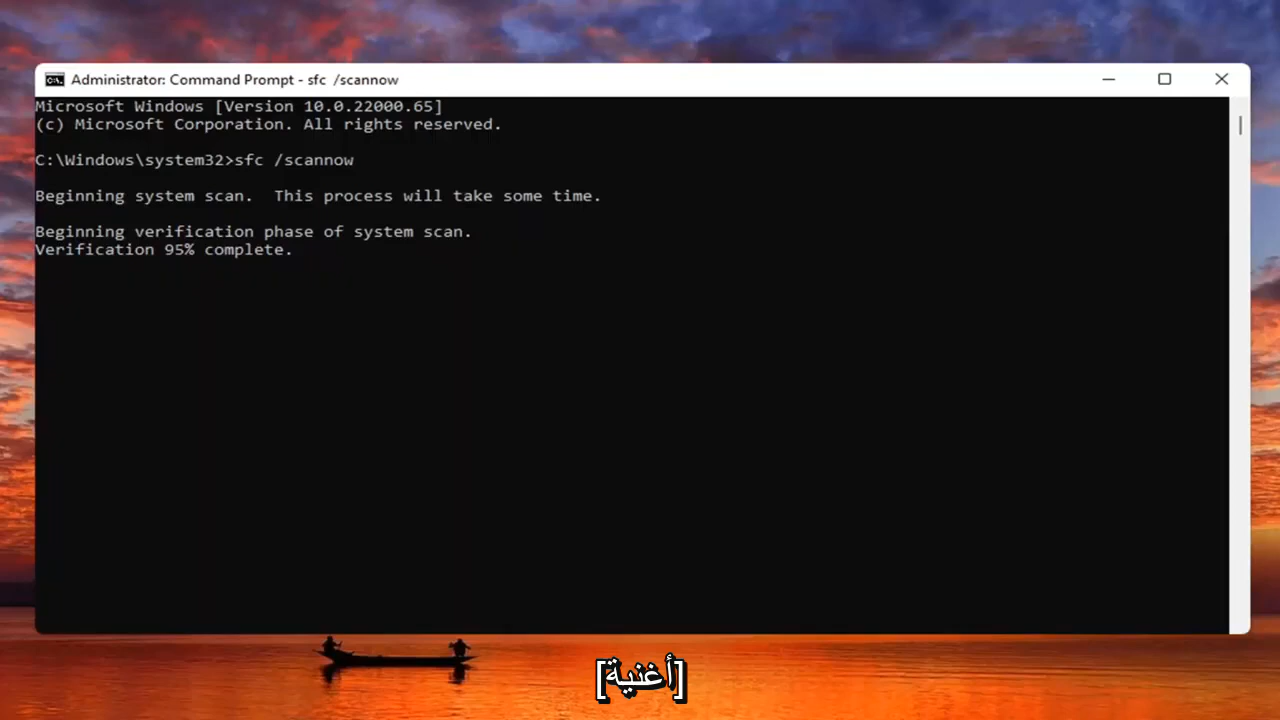 Administrator: Command Prompt - sfc  /scannow
Microsoft Windows [Version 10.0.22000.65]
(c) Microsoft Corporation. All rights reserved.
C:\Windows\system32>sfc /scannow
Beginning system scan.  This process will take some time.
Beginning verification phase of system scan.
Verification 95% complete.
[أغنية]